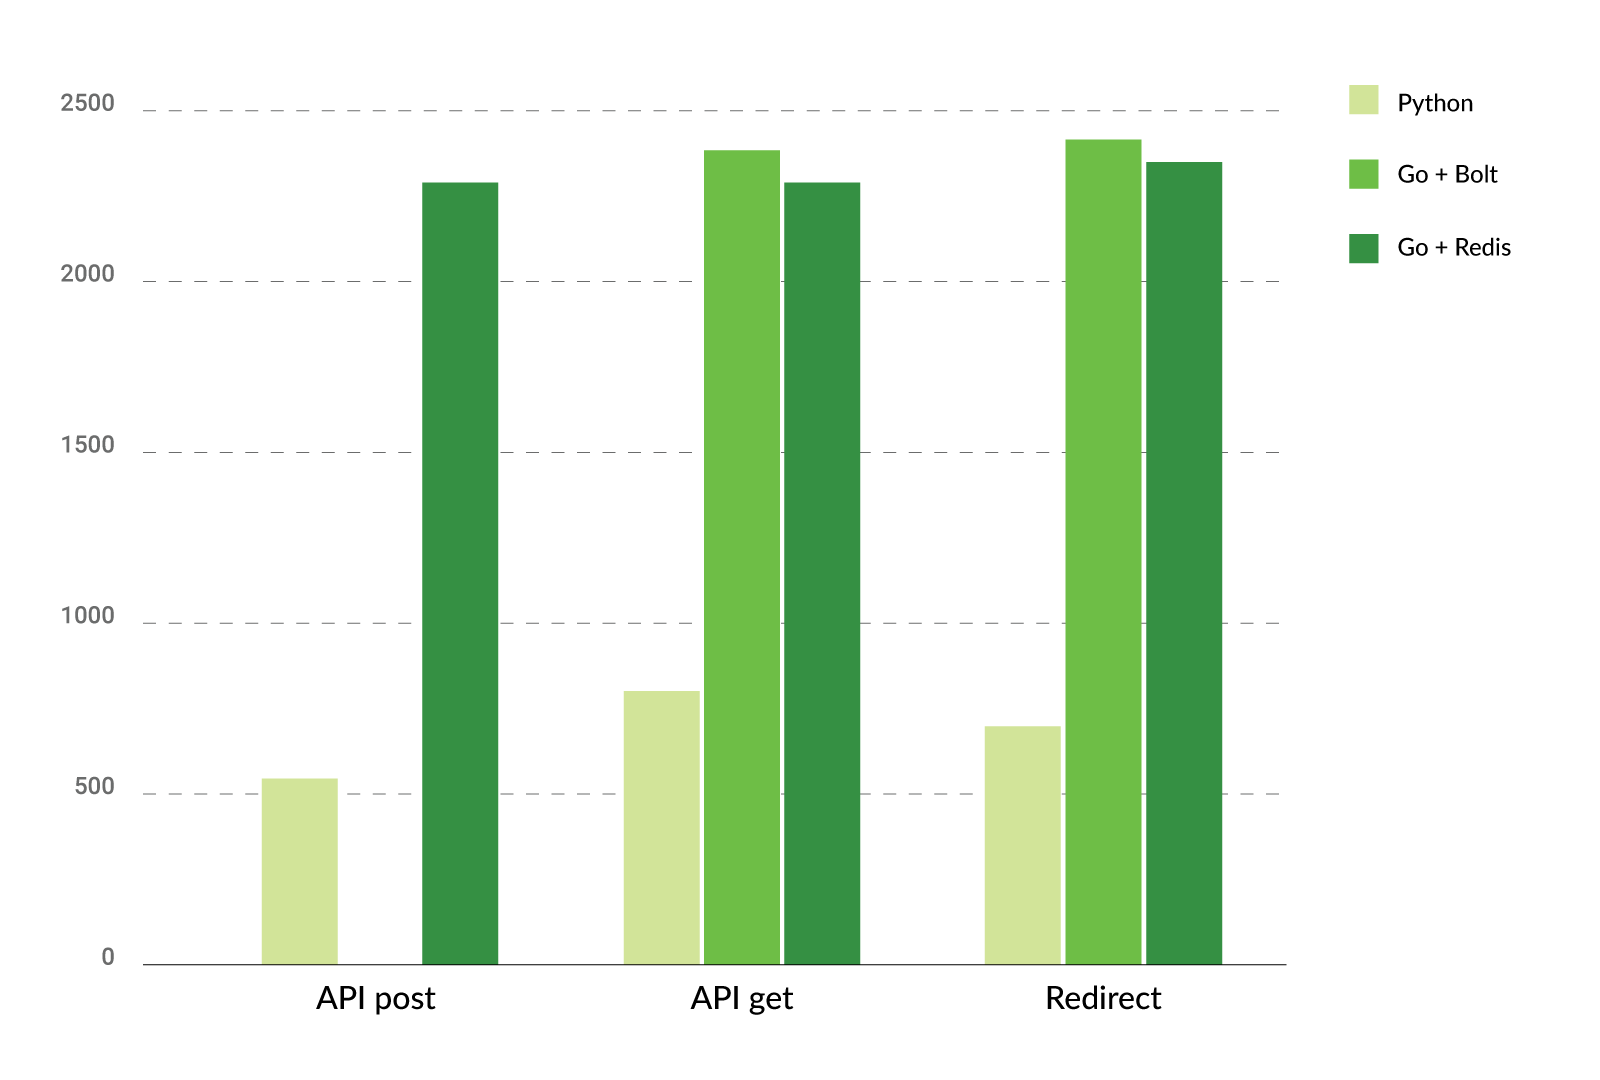 2500
2000
1500
1000
500
0
API post
API get
Redirect
Python
Go + Bolt
Go + Redis